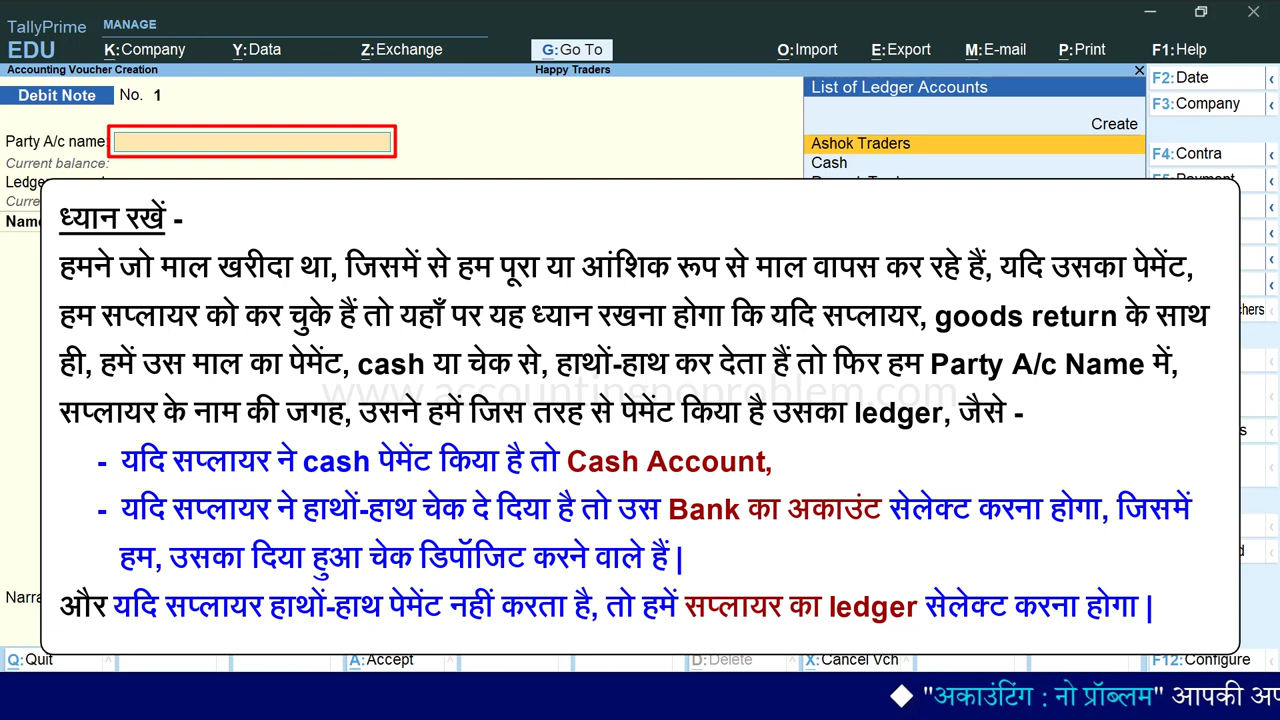 TallyPrime MANAGE
EDU K:Company Y:Data Z:Exchange G:Go To O:Import E:Export M:E-mail P:Print F1:Help
Accounting Voucher Creation Happy Traders
Debit Note No. 1
List of Ledger Accounts
F2:Date
F3:Company
Create
Party A/c name:
Ashok Traders
Current balance:
Cash
F4:Contra
ध्यान रखें -
हमने जो माल खरीदा था, जिसमें से हम पूरा या आंशिक रूप से माल वापस कर रहे हैं, यदि उसका पेमेंट,
हम सप्लायर को कर चुके हैं तो यहाँ पर यह ध्यान रखना होगा कि यदि सप्लायर, goods return के साथ
ही, हमें उस माल का पेमेंट, cash या चेक से, हाथों-हाथ कर देता हैं तो फिर हम Party A/c Name में,
www.accountingnoproblem.com
सप्लायर के नाम की जगह, उसने हमें जिस तरह से पेमेंट किया है उसका ledger, जैसे -
- यदि सप्लायर ने cash पेमेंट किया है तो Cash Account,
- यदि सप्लायर ने हाथों-हाथ चेक दे दिया है तो उस Bank का अकाउंट सेलेक्ट करना होगा, जिसमें
हम, उसका दिया हुआ चेक डिपॉजिट करने वाले हैं |
और यदि सप्लायर हाथों-हाथ पेमेंट नहीं करता है, तो हमें सप्लायर का ledger सेलेक्ट करना होगा |
Q:Quit A:Accept D:Delete X:Cancel Vch F12:Configure
◆ "अकाउंटिंग : नो प्रॉब्लम" आपकी अप